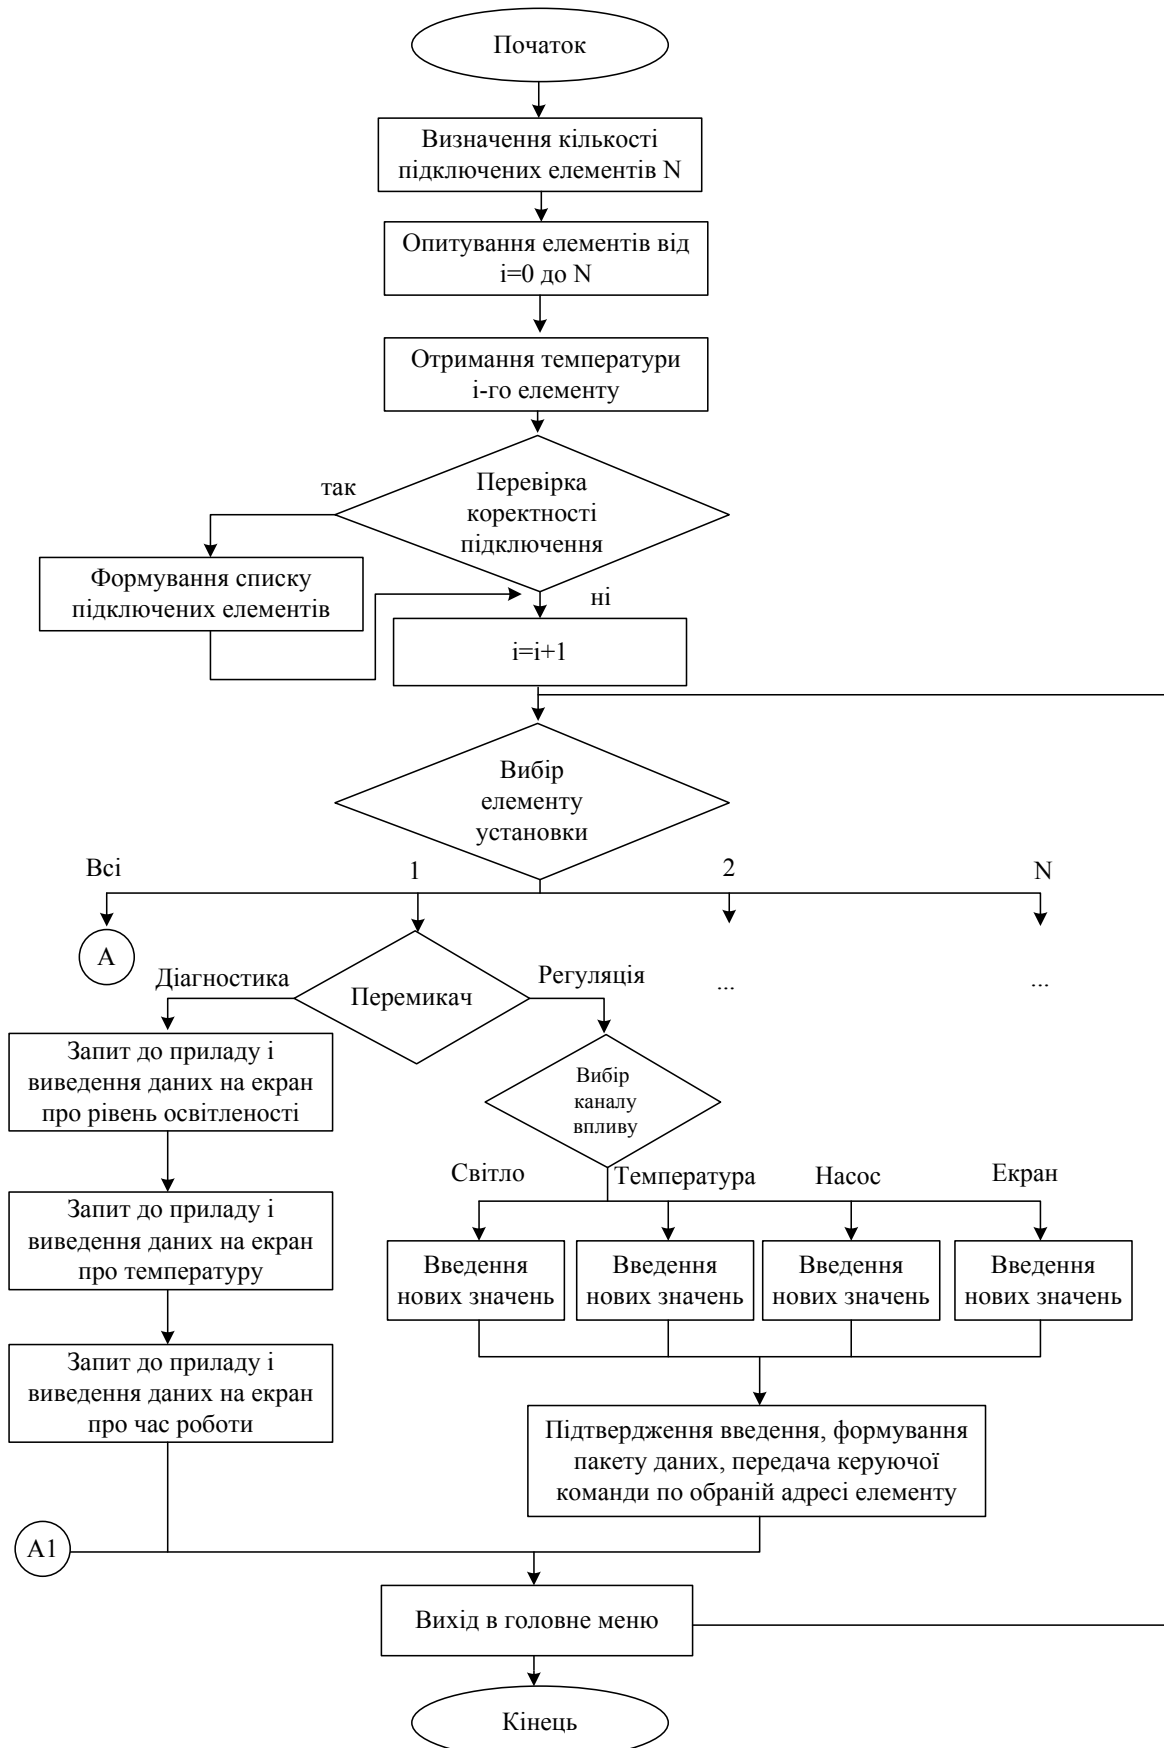 Початок
Визначення кількості
підключених елементів N
Опитування елементів від
i=0 до N
Отримання температури
i-го елементу
Перевірка
коректності
підключення
так
ні
Формування списку
підключених елементів
i=i+1
Вибір
елементу
установки
Всі
1
2
N
А
Діагностика
Перемикач
Регуляція
...
...
Запит до приладу і
виведення даних на екран
про рівень освітленості
Вибір
каналу
впливу
Світло
Температура
Насос
Екран
Запит до приладу і
виведення даних на екран
про температуру
Введення
нових значень
Введення
нових значень
Введення
нових значень
Введення
нових значень
Запит до приладу і
виведення даних на екран
про час роботи
Підтвердження введення, формування
пакету даних, передача керуючої
команди по обраній адресі елементу
А1
Вихід в головне меню
Кінець